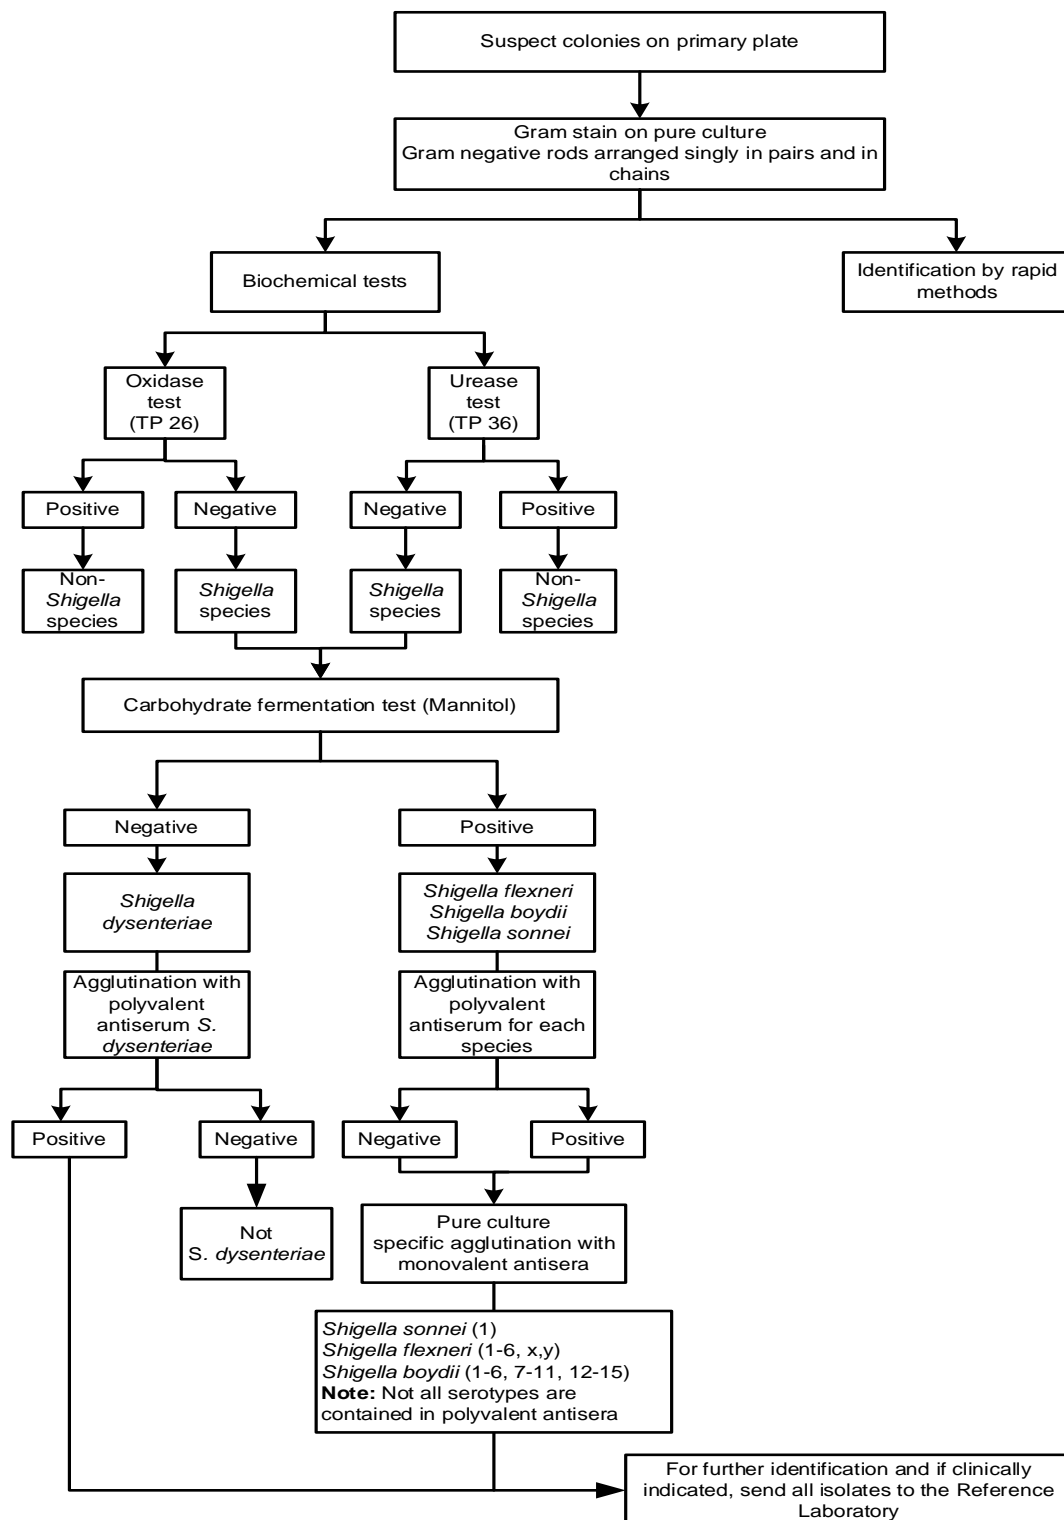 Suspect colonies on primary plate
Gram stain on pure culture
Gram negative rods arranged singly in pairs and in
chains
Biochemical tests
Identification by rapid
methods
Oxidase
test
(TP 26)
Urease
test
(TP 36)
Positive
Negative
Negative
Positive
Non-
Shigella
species
Shigella
species
Shigella
species
Non-
Shigella
species
Carbohydrate fermentation test (Mannitol)
Negative
Positive
Shigella
dysenteriae
Shigella flexneri
Shigella boydii
Shigella sonnei
Agglutination with
polyvalent
antiserum S.
dysenteriae
Agglutination with
polyvalent
antiserum for each
species
Positive
Negative
Negative
Positive
Not
S. dysenteriae
Pure culture
specific agglutination with
monovalent antisera
Shigella sonnei (1)
Shigella flexneri (1-6, x,y)
Shigella boydii (1-6, 7-11, 12-15)
Note: Not all serotypes are
contained in polyvalent antisera
For further identification and if clinically
indicated, send all isolates to the Reference
Laboratory